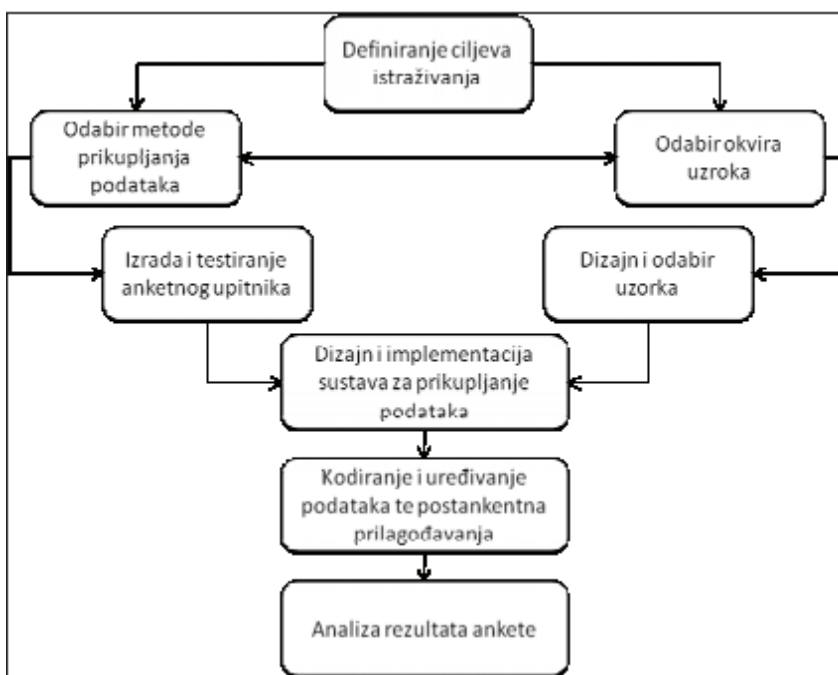 Definiranje ciljeva
istraživanja
Odabir metode
prikupljanja
podataka
Odabir okvira
uzroka
Izrada i testiranje
anketnog upitnika
Dizajn i odabir
uzorka
Dizajn i implementacija
sustava za prikupljanje
podataka
Kodiranje i uređivanje
podataka te postankentna
prilagođavanja
Analiza rezultata ankete